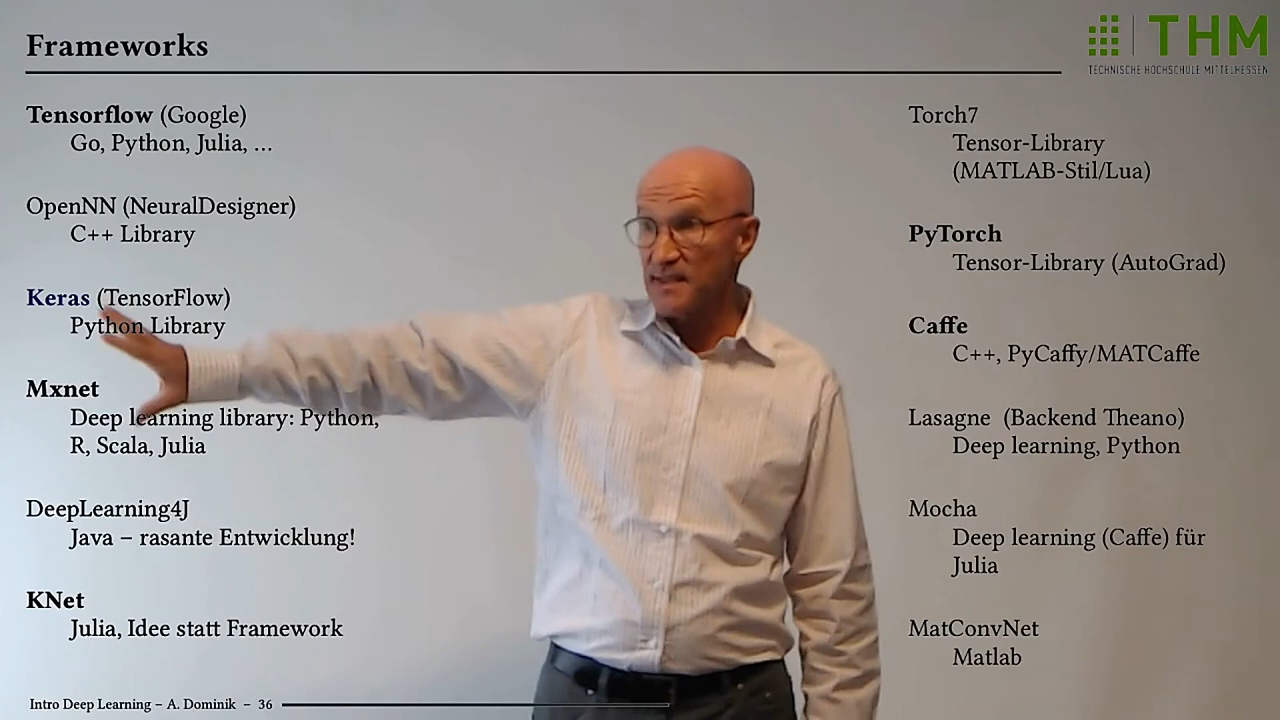 Frameworks
THM
TECHNISCHE HOCHSCHULE MITTELHESSEN
Tensorflow (Google)
Go, Python, Julia, ...
OpenNN (NeuralDesigner)
C++ Library
Keras (TensorFlow)
Python Library
Mxnet
Deep learning library: Python,
R, Scala, Julia
DeepLearning4J
Java – rasante Entwicklung!
KNet
Julia, Idee statt Framework
Torch7
Tensor-Library
(MATLAB-Stil/Lua)
PyTorch
Tensor-Library (AutoGrad)
Caffe
C++, PyCaffy/MATCaffe
Lasagne (Backend Theano)
Deep learning, Python
Mocha
Deep learning (Caffe) für
Julia
MatConvNet
Matlab
Intro Deep Learning – A. Dominik – 36